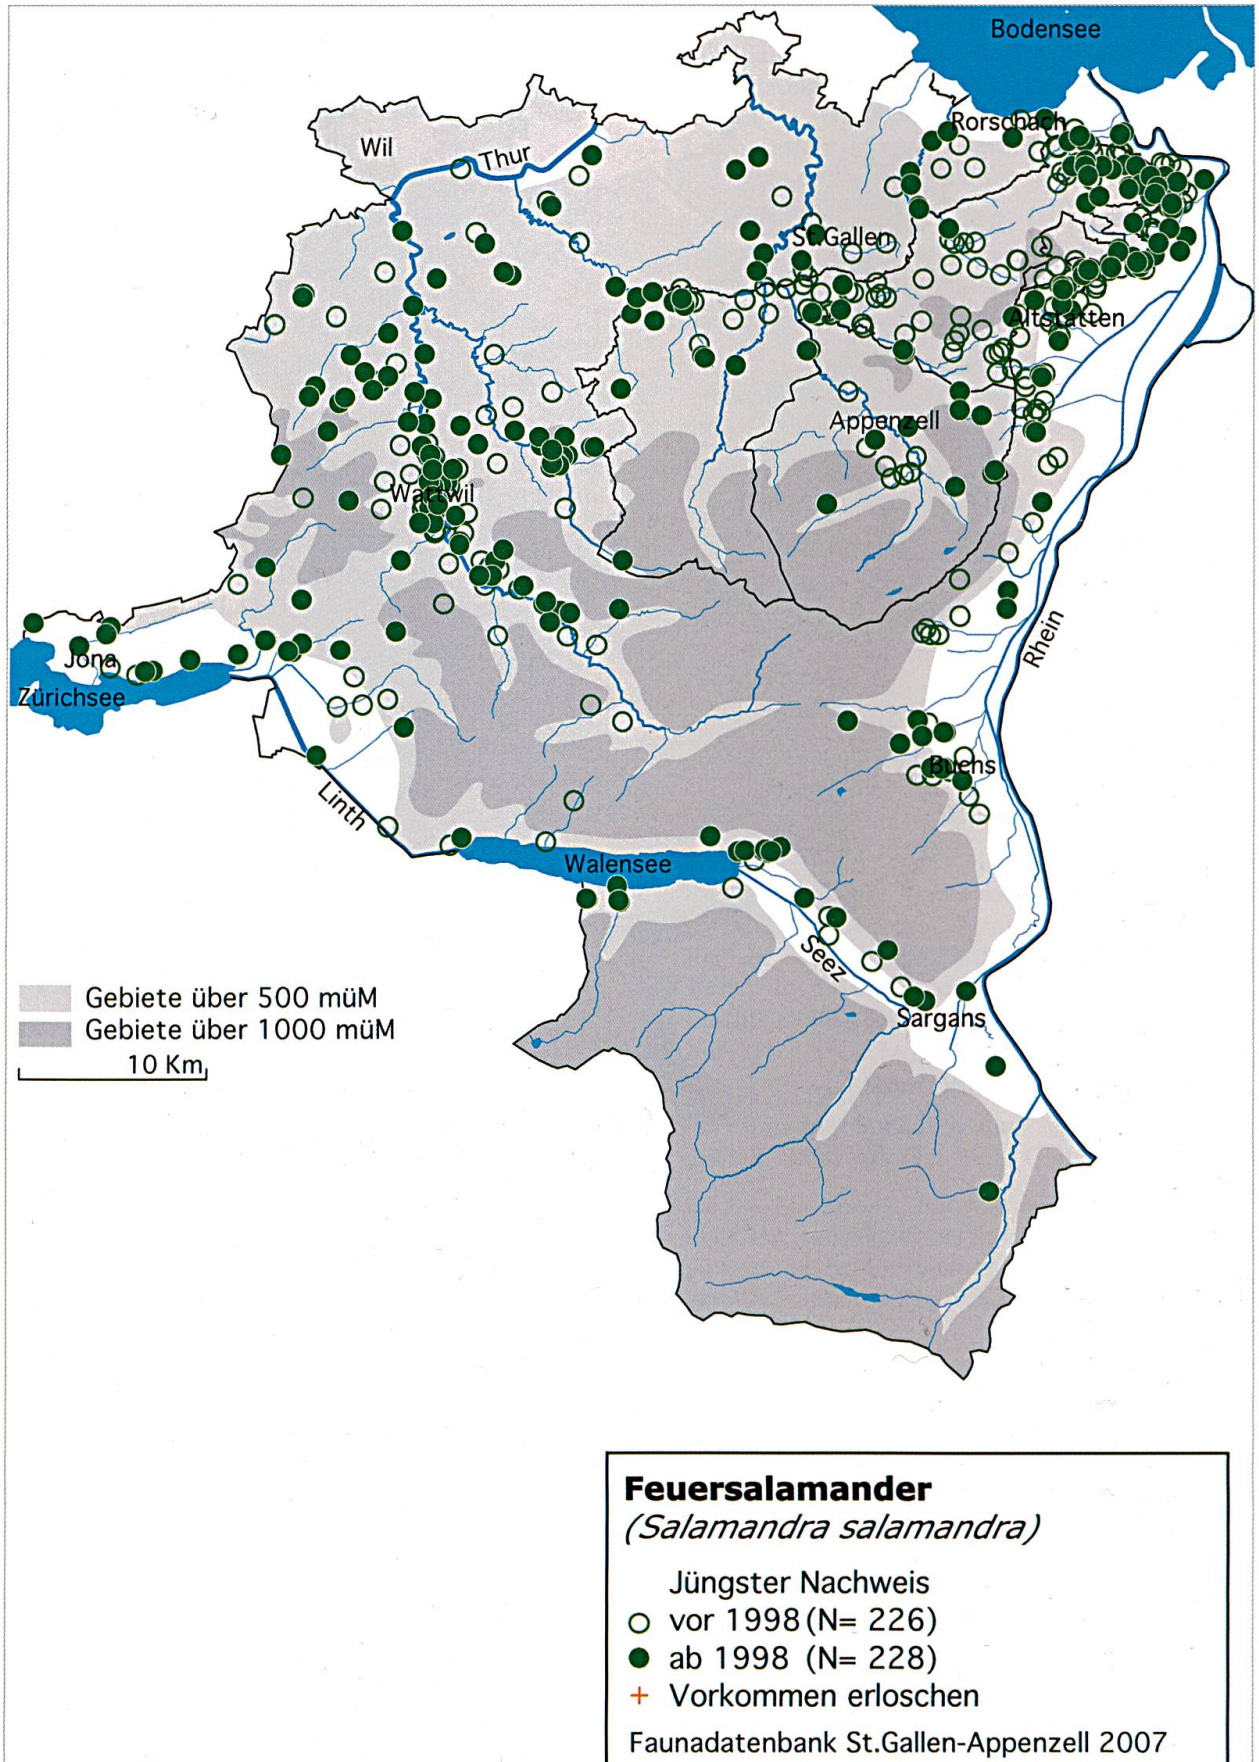 Bodensee
Rorschach
Wil
Thur
St.Gallen
Altstätten
Appenzell
Wattwil
Rhein
Jona
Zürichsee
Buchs
Linth
Walensee
Seez
Sargans
Gebiete über 500 müM
Gebiete über 1000 müM
10 Km
Feuersalamander
(Salamandra salamandra)
Jüngster Nachweis
vor 1998 (N= 226)
ab 1998 (N= 228)
+ Vorkommen erloschen
Faunadatenbank St.Gallen-Appenzell 2007